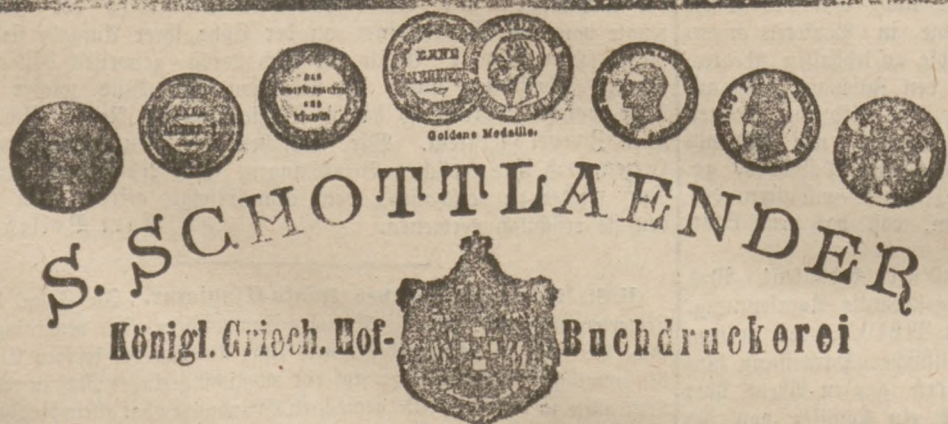 Goldene Medaille.
S. SCHOTTLAENDER
Königl. Griech. Hof-Buchdruckerei